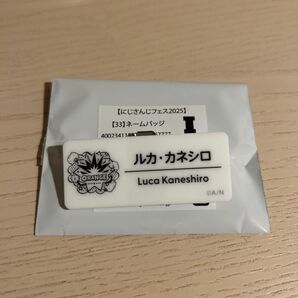 【にじさんじフェス2025】
【33】ネームバッジ
ORANGE
ルカ・カネシロ
Luca Kaneshiro
©A/N